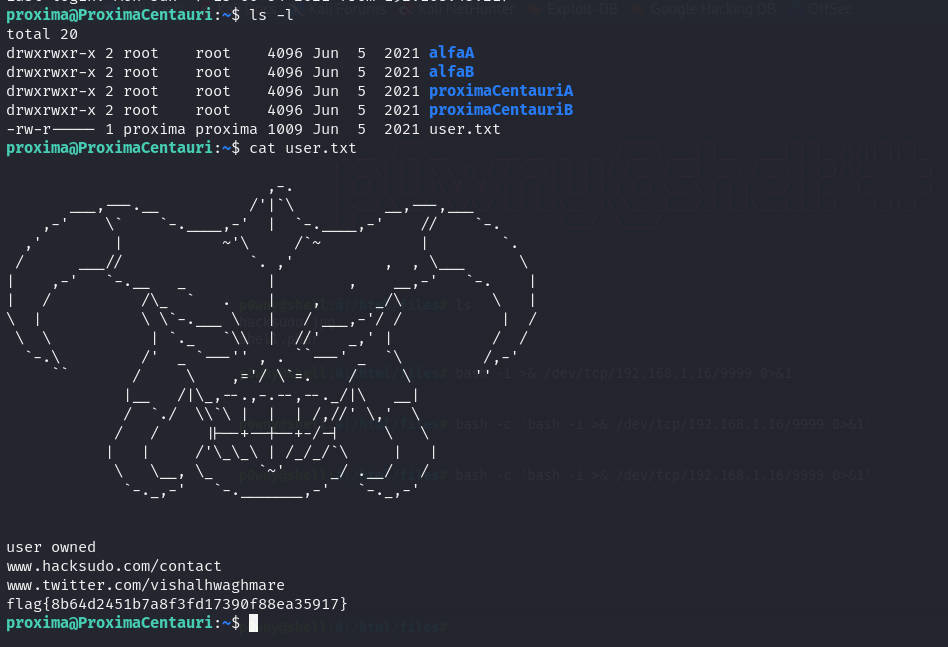 proxima@ProximaCentauri:~$ ls -l
total 20
drwxrwxr-x 2 root    root    4096 Jun  5  2021 alfaA
drwxrwxr-x 2 root    root    4096 Jun  5  2021 alfaB
drwxrwxr-x 2 root    root    4096 Jun  5  2021 proximaCentauriA
drwxrwxr-x 2 root    root    4096 Jun  5  2021 proximaCentauriB
-rw-r----- 1 proxima proxima 1009 Jun  5  2021 user.txt
proxima@ProximaCentauri:~$ cat user.txt
user owned
www.hacksudo.com/contact
www.twitter.com/vishalhwaghmare
flag{8b64d2451b7a8f3fd17390f88ea35917}
proxima@ProximaCentauri:~$